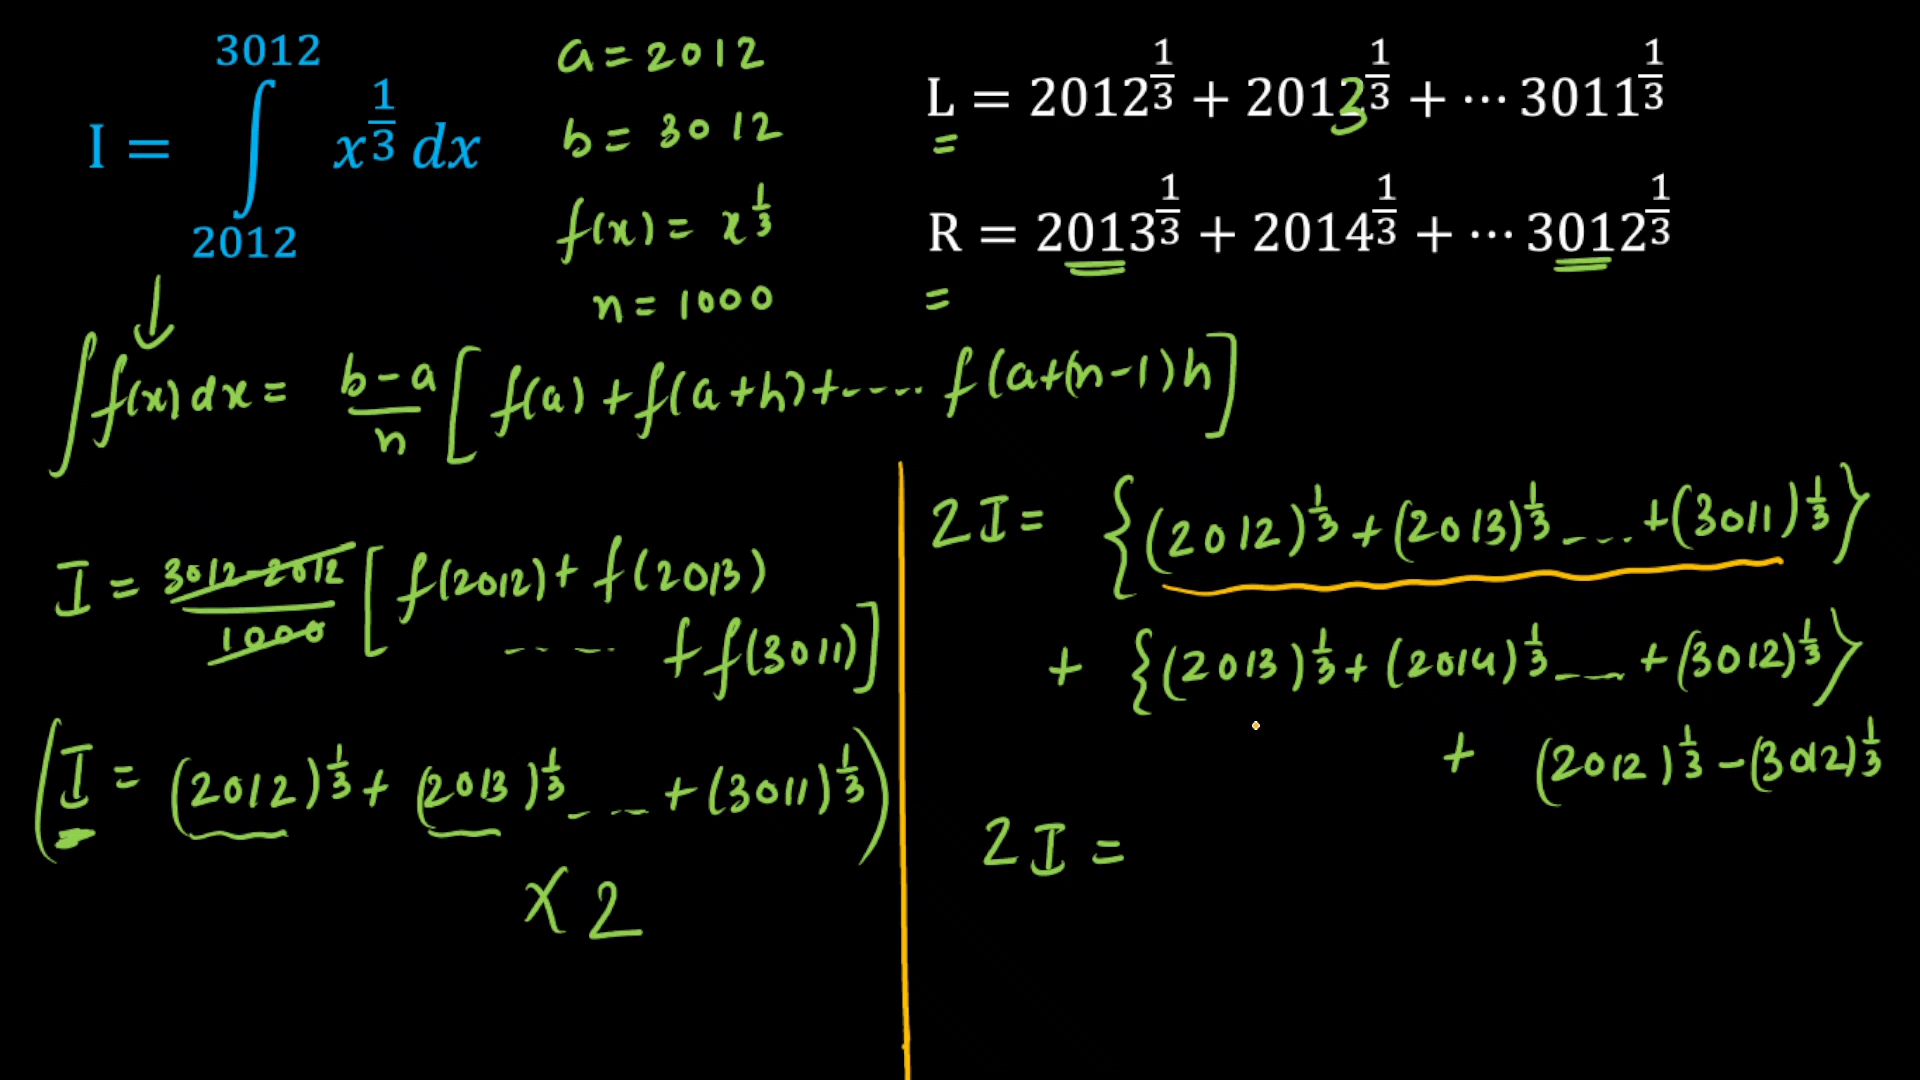 I = ∫_{2012}^{3012} x^{1/3} dx
a = 2012
b = 3012
f(x) = x^{1/3}
n = 1000
L = 2012^{1/3} + 2013^{1/3} + ⋯ 3011^{1/3}
=
R = 2013^{1/3} + 2014^{1/3} + ⋯ 3012^{1/3}
=
↓
∫ f(x) dx = \frac{b-a}{n} [ f(a) + f(a+h) + ---- f(a+(n-1)h ]
I = \frac{3012-2012}{1000} [ f(2012) + f(2013)
---- + f(3011) ]
( I = (2012)^{1/3} + (2013)^{1/3} ---- + (3011)^{1/3} )
× 2
2I = { (2012)^{1/3} + (2013)^{1/3} ---- + (3011)^{1/3} }
+ { (2013)^{1/3} + (2014)^{1/3} ---- + (3012)^{1/3} }
+ (2012)^{1/3} - (3012)^{1/3}
2I =